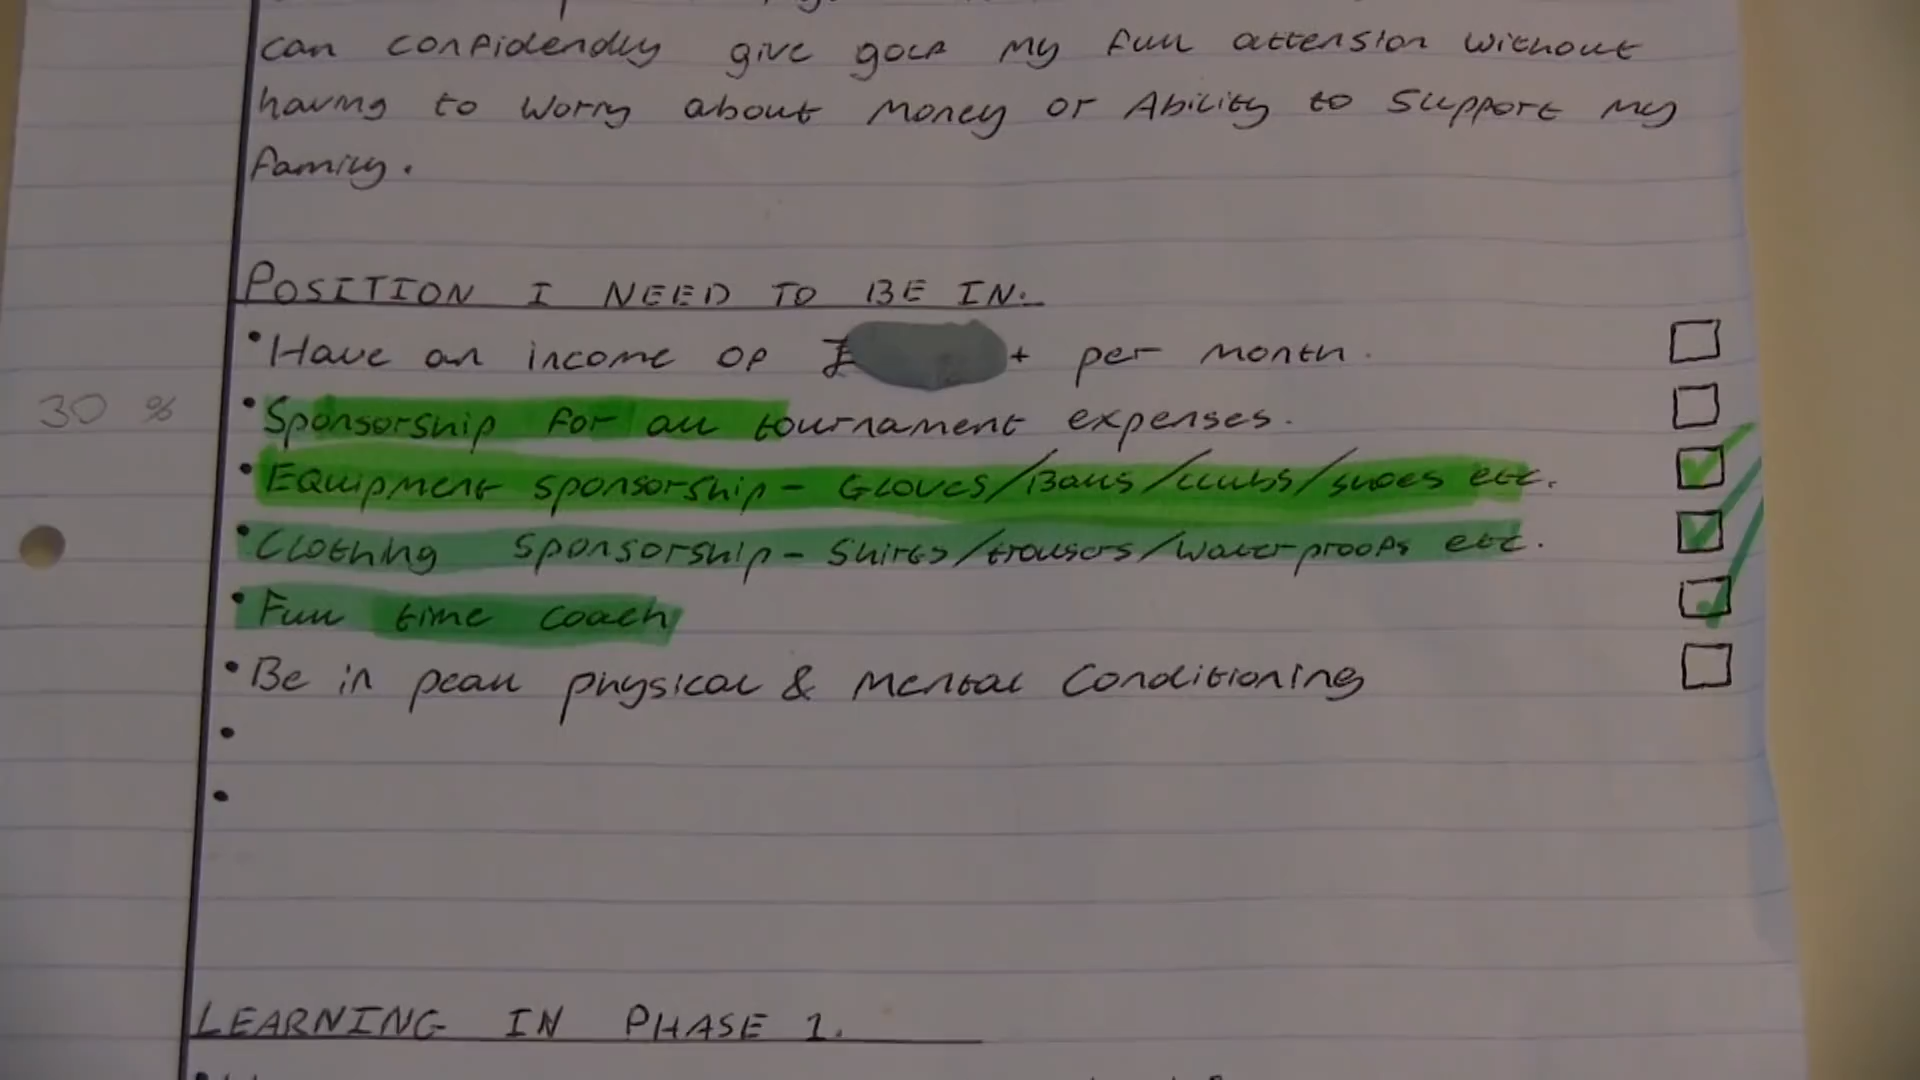 can confidendly give golf my full attension without
having to worry about money or Ability to support my
family.
POSITION I NEED TO BE IN.
• Have an income of £ + per month.
30 % • Sponsorship for all tournament expenses.
• Equipment sponsorship - Gloves/Balls/clubs/shoes etc.
• Clothing sponsorship - Shirts/trousers/waterproofs etc.
• Full time coach
• Be in peak physical & mental conditioning
•
•
LEARNING IN PHASE 1.